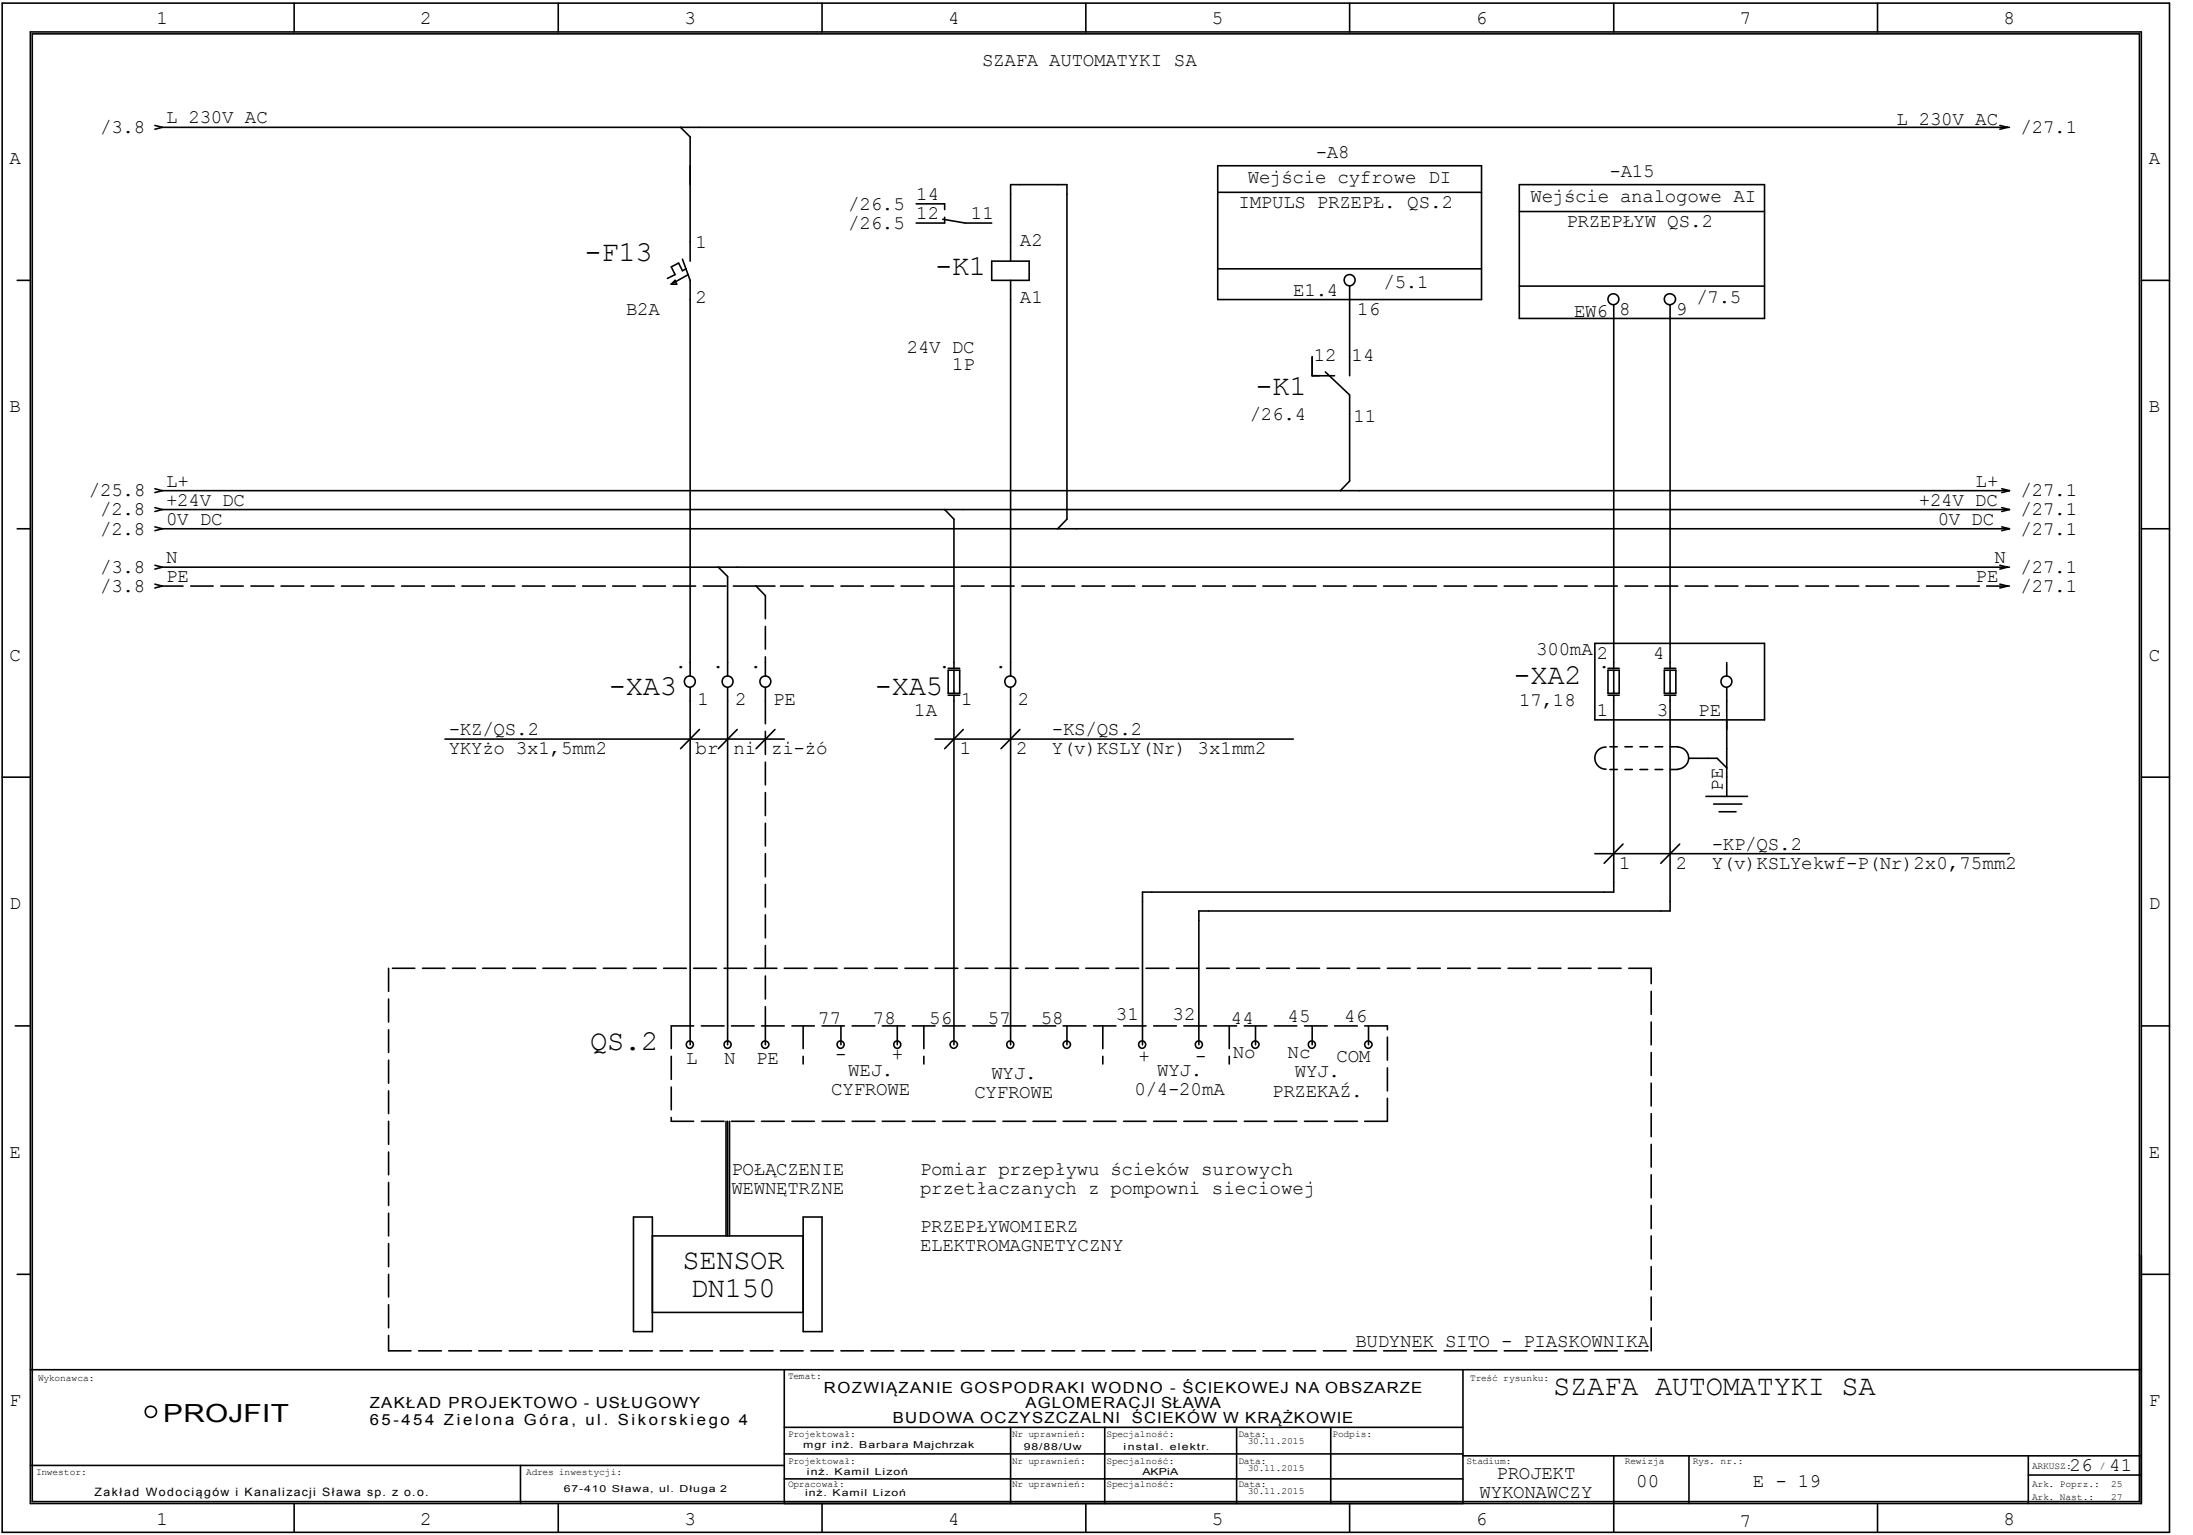 1 2 3 4 5 6 7 8
SZAFA AUTOMATYKI SA
/3.8 L 230V AC
L 230V AC /27.1
A
A
-A8
Wejście cyfrowe DI
IMPULS PRZEPŁ. QS.2
E1.4 /5.1
16
-A15
Wejście analogowe AI
PRZEPŁYW QS.2
EW6 8 9 /7.5
/26.5 14
/26.5 12 11
-F13
1
2
B2A
A2
-K1
A1
24V DC
1P
12 14
-K1
/26.4
11
B
B
/25.8 L+
/2.8 +24V DC
/2.8 0V DC
L+ /27.1
+24V DC /27.1
0V DC /27.1
/3.8 N
/3.8 PE
N /27.1
PE /27.1
C
C
-XA3 1 2 PE
-XA5 1 2
1A
300mA 2 4
-XA2
17,18
1 3 PE
-KZ/QS.2
YKYżo 3x1,5mm2 br ni zi-żó
1 2
-KS/QS.2
Y(v)KSLY(Nr) 3x1mm2
PE
-KP/QS.2
1 2 Y(v)KSLYekwf-P(Nr)2x0,75mm2
D
D
QS.2
77 78 56 57 58 31 32 44 45 46
L N PE - + + - No Nc COM
WEJ.
CYFROWE
WYJ.
CYFROWE
WYJ.
0/4-20mA
WYJ.
PRZEKAŹ.
E
E
POŁĄCZENIE
WEWNĘTRZNE
Pomiar przepływu ścieków surowych
przetłaczanych z pompowni sieciowej
PRZEPŁYWOMIERZ
ELEKTROMAGNETYCZNY
SENSOR
DN150
BUDYNEK SITO - PIASKOWNIKA
F
F
Wykonawca:
PROJFIT
ZAKŁAD PROJEKTOWO - USŁUGOWY
65-454 Zielona Góra, ul. Sikorskiego 4
Inwestor:
Zakład Wodociągów i Kanalizacji Sława sp. z o.o.
Adres inwestycji:
67-410 Sława, ul. Długa 2
Temat:
ROZWIĄZANIE GOSPODRAKI WODNO - ŚCIEKOWEJ NA OBSZARZE
AGLOMERACJI SŁAWA
BUDOWA OCZYSZCZALNI ŚCIEKÓW W KRĄŻKOWIE
Projektował: mgr inż. Barbara Majchrzak Nr uprawnień: 98/88/Uw Specjalność: instal. elektr. Data: 30.11.2015 Podpis:
Projektował: inż. Kamil Lizoń Nr uprawnień: Specjalność: AKPiA Data: 30.11.2015
Opracował: inż. Kamil Lizoń Nr uprawnień: Specjalność: Data: 30.11.2015
Treść rysunku: SZAFA AUTOMATYKI SA
Stadium:
PROJEKT
WYKONAWCZY
Rewizja
00
Rys. nr.:
E - 19
ARKUSZ: 26 / 41
Ark. Poprz.: 25
Ark. Nast.: 27
1 2 3 4 5 6 7 8